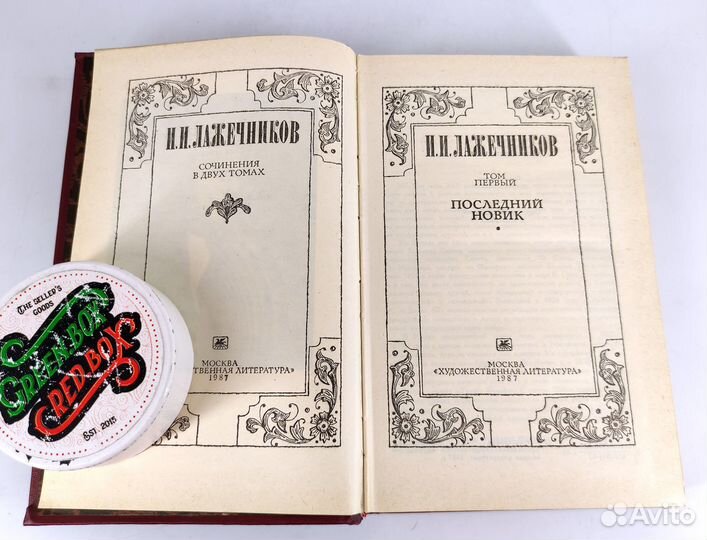 И.И. ЛАЖЕЧНИКОВ
СОЧИНЕНИЯ
В ДВУХ ТОМАХ
МОСКВА
СТВЕННАЯ ЛИТЕРАТУРА»
1987
И.И. ЛАЖЕЧНИКОВ
ТОМ
ПЕРВЫЙ
ПОСЛЕДНИЙ
НОВИК
МОСКВА
«ХУДОЖЕСТВЕННАЯ ЛИТЕРАТУРА»
1987
THE SELLER'S
GOODS
GREEN BOX
RED BOX
EST. 2015
Avito